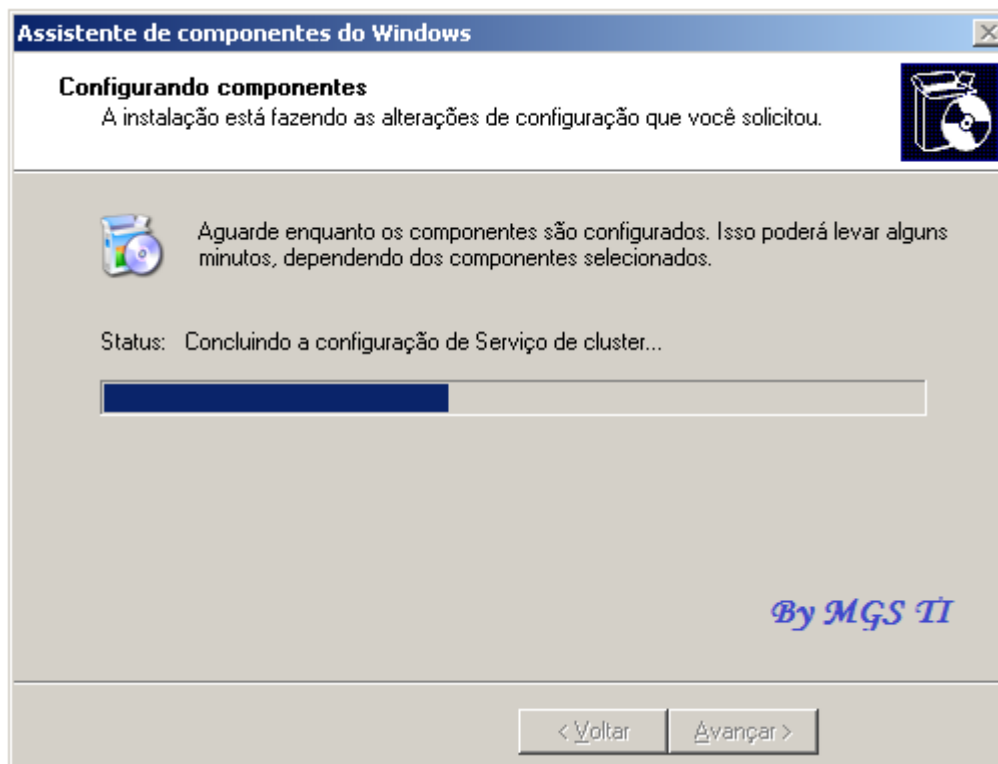 Assistente de componentes do Windows
Configurando componentes
A instalação está fazendo as alterações de configuração que você solicitou.
Aguarde enquanto os componentes são configurados. Isso poderá levar alguns
minutos, dependendo dos componentes selecionados.
Status: Concluindo a configuração de Serviço de cluster...
By MGS TI
< Voltar
Avançar >